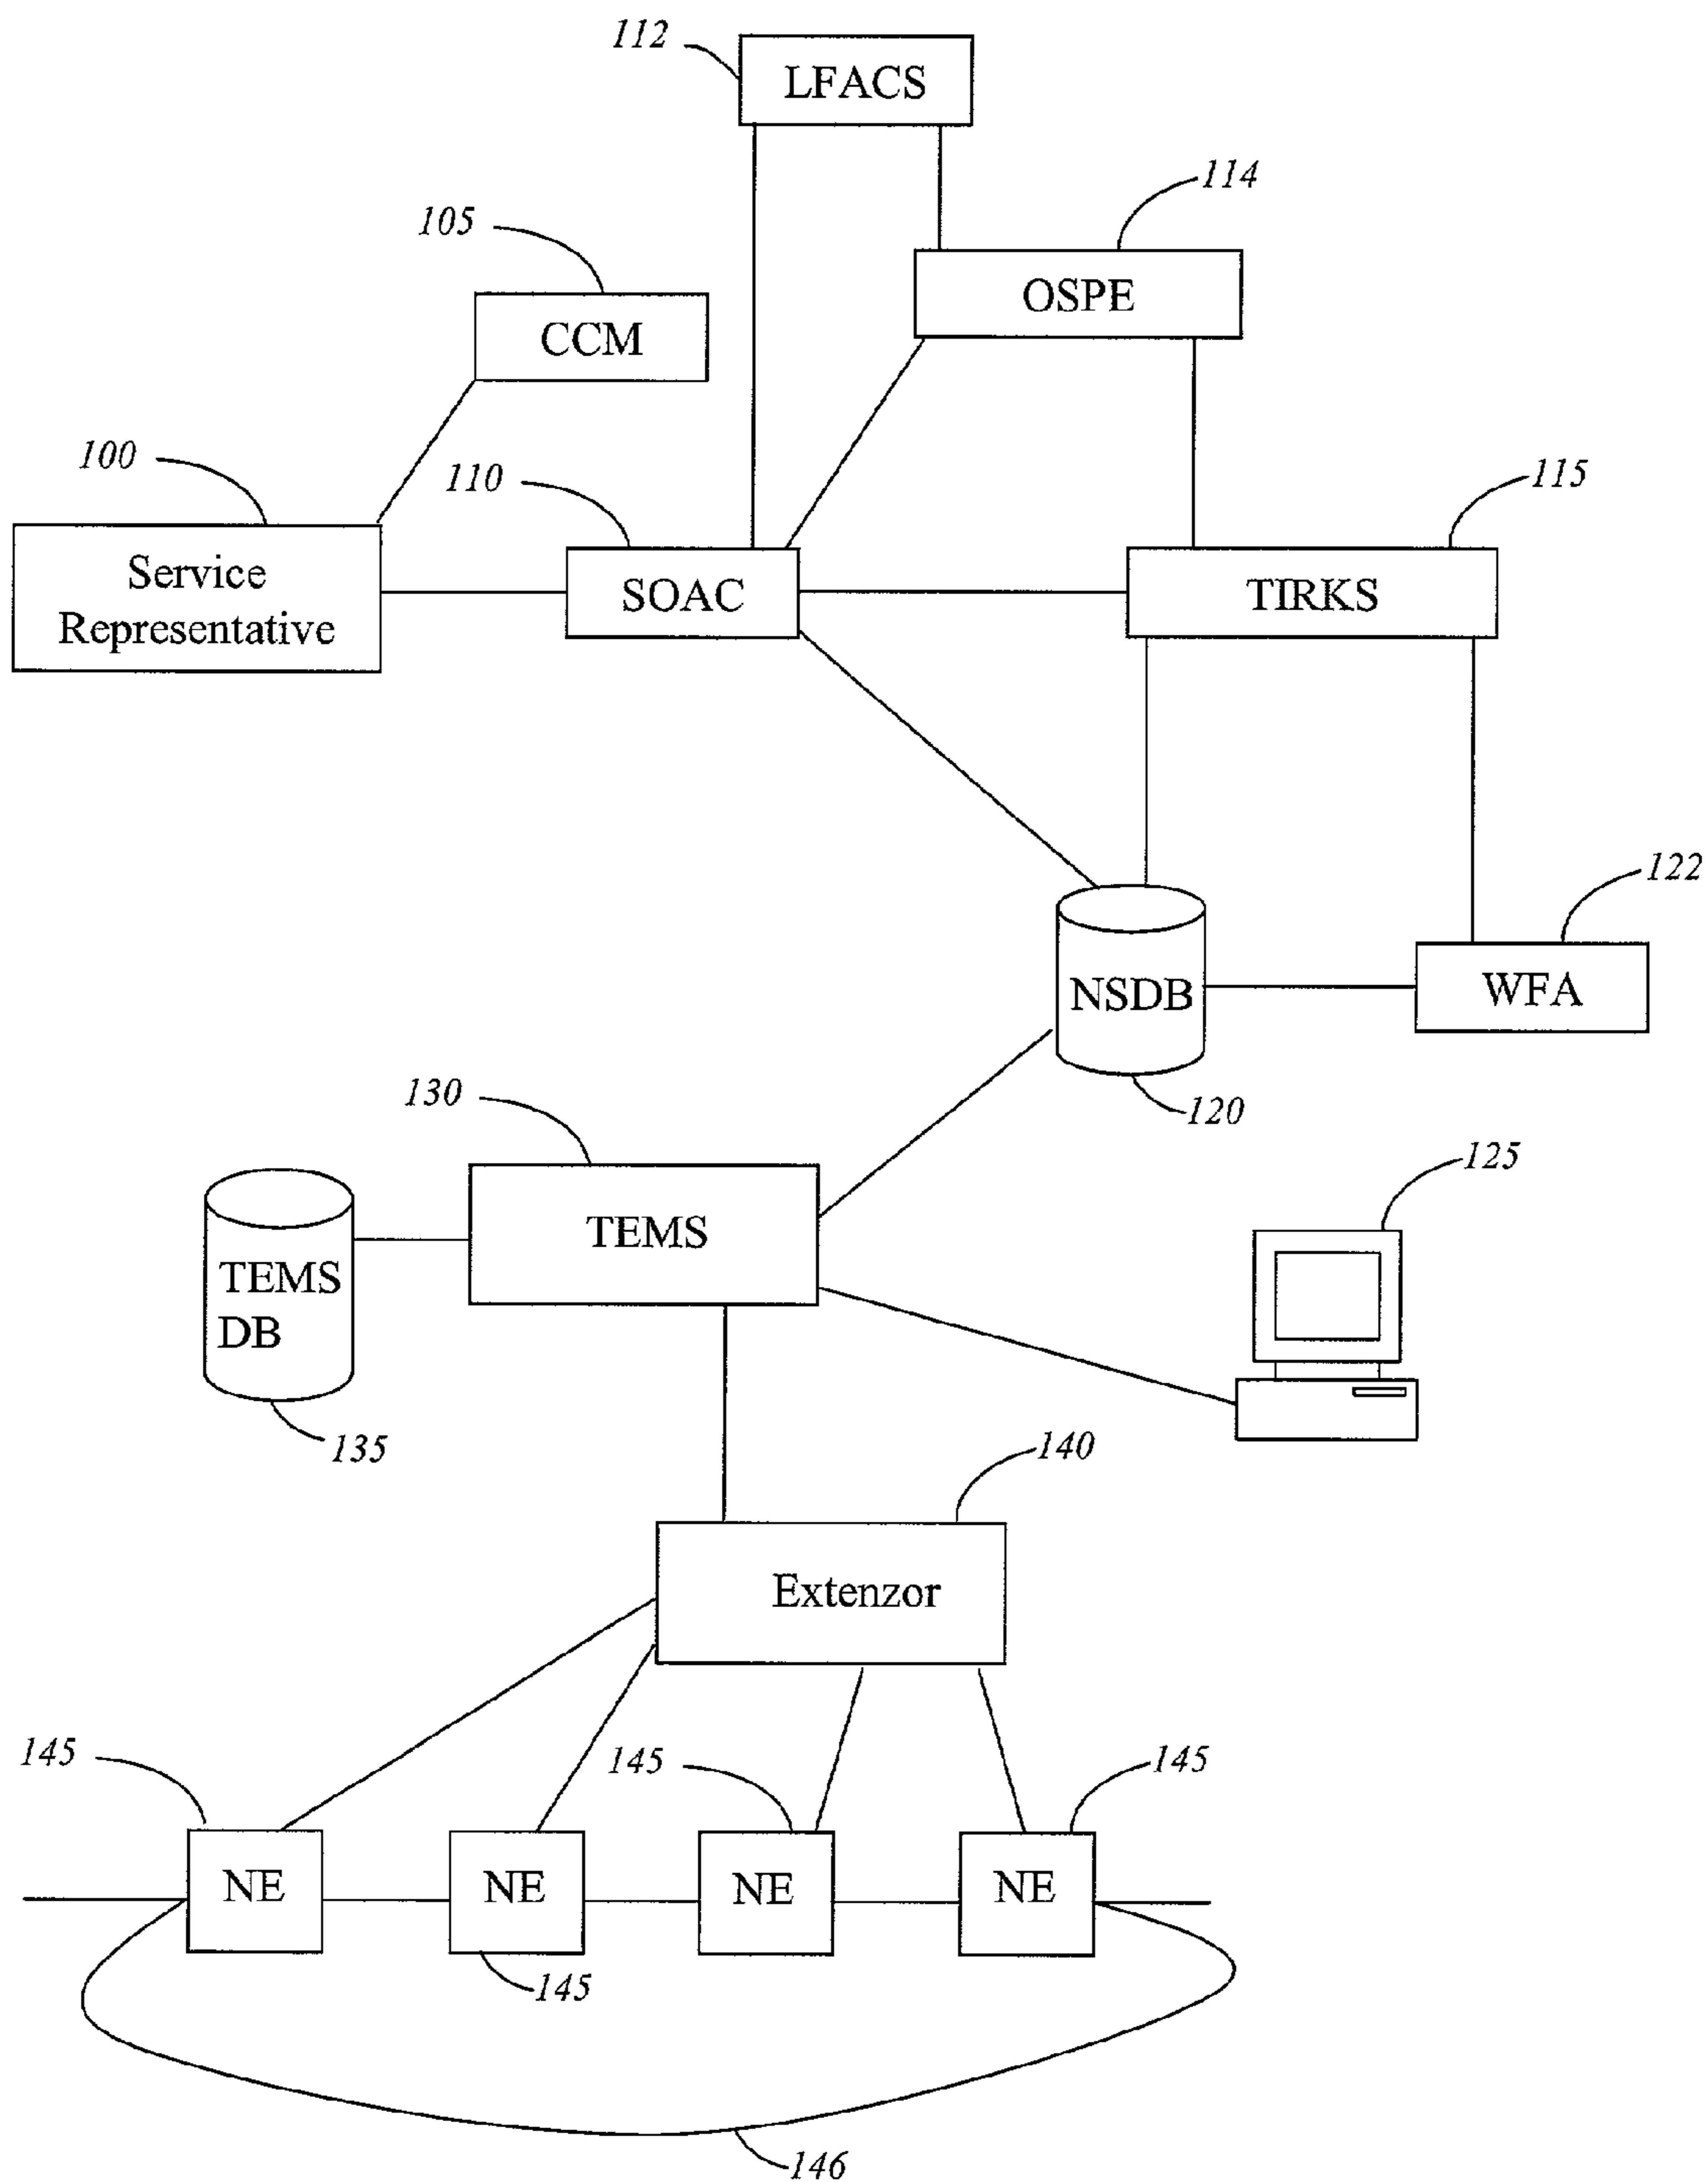 112
LFACS
114
105
OSPE
CCM
100
110
115
Service
Representative
SOAC
TIRKS
122
NSDB
WFA
130
120
125
TEMS
TEMS
DB
135
140
Extenzor
145
145
145
NE
NE
NE
NE
145
146